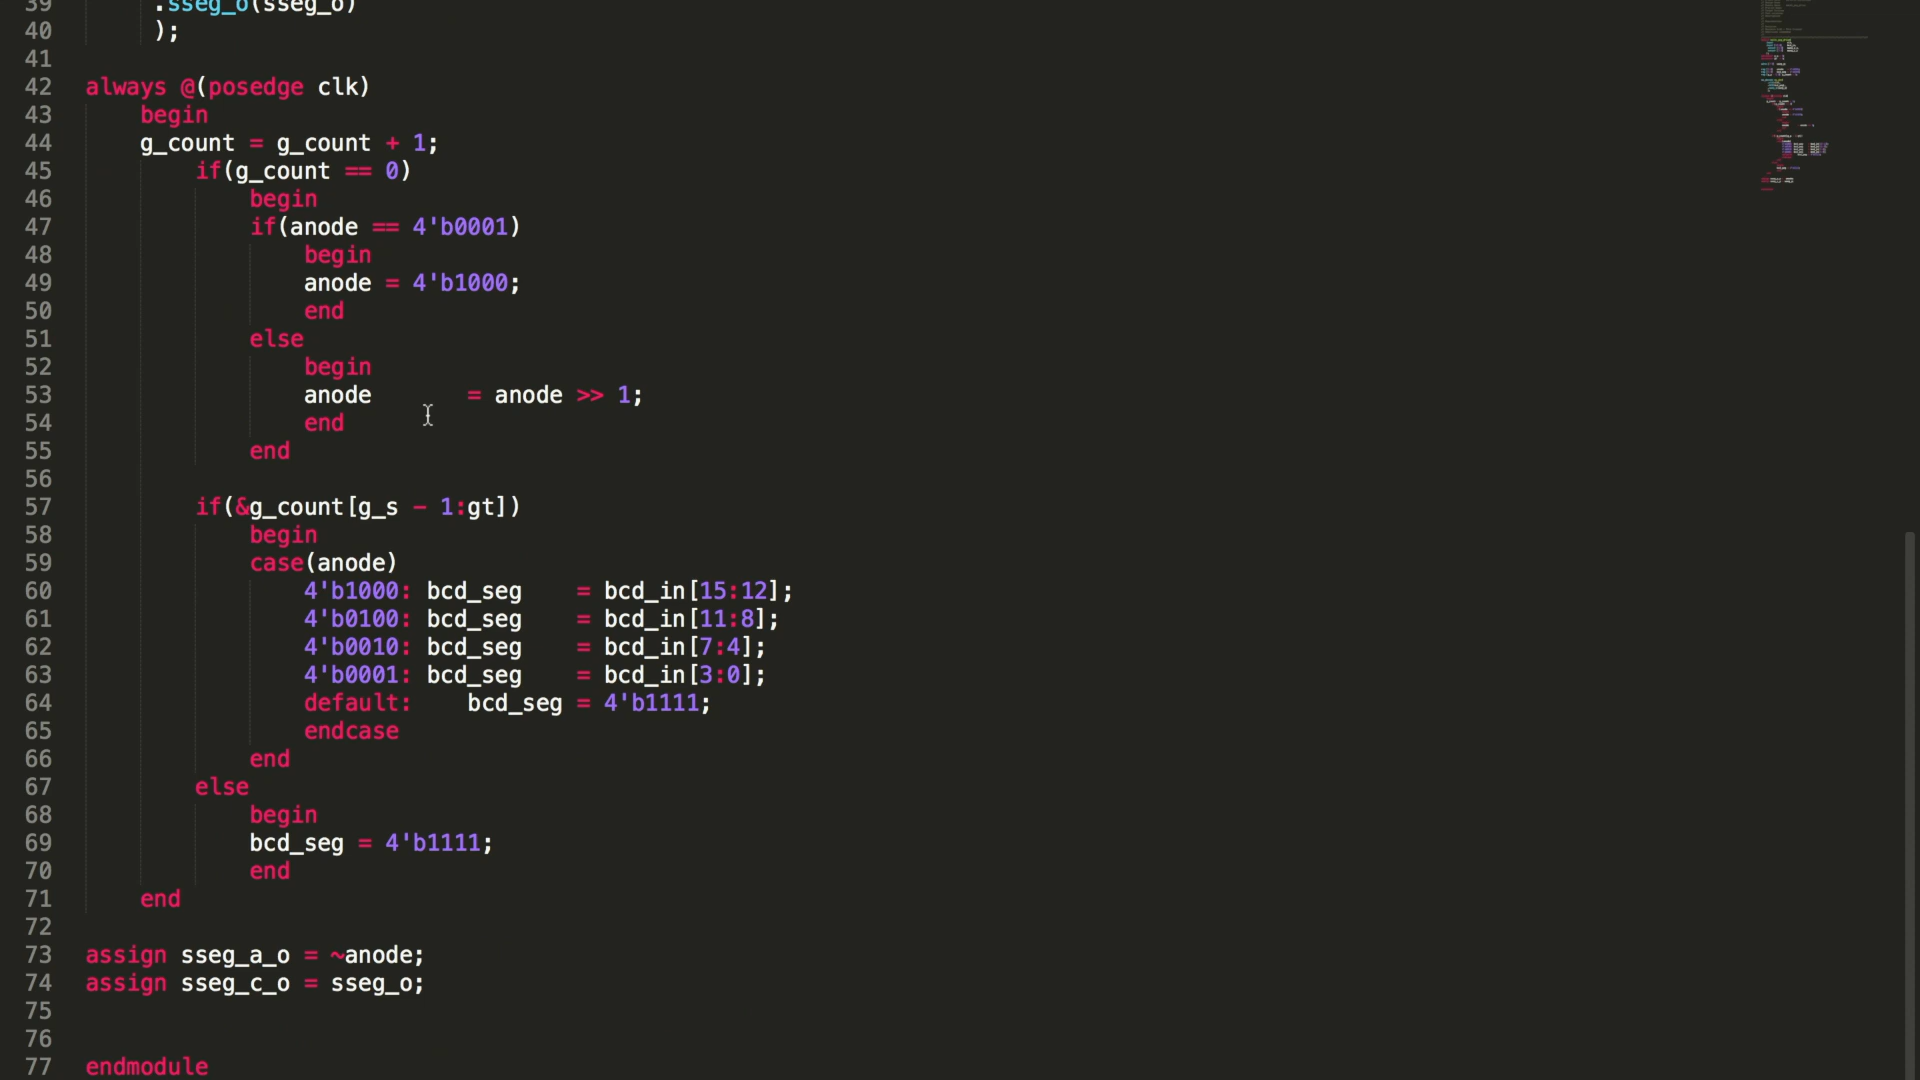 39 .sseg_o(sseg_o)
40 );
41
42 always @(posedge clk)
43 begin
44 g_count = g_count + 1;
45 if(g_count == 0)
46 begin
47 if(anode == 4'b0001)
48 begin
49 anode = 4'b1000;
50 end
51 else
52 begin
53 anode = anode >> 1;
54 end
55 end
56
57 if(&g_count[g_s - 1:gt])
58 begin
59 case(anode)
60 4'b1000: bcd_seg = bcd_in[15:12];
61 4'b0100: bcd_seg = bcd_in[11:8];
62 4'b0010: bcd_seg = bcd_in[7:4];
63 4'b0001: bcd_seg = bcd_in[3:0];
64 default: bcd_seg = 4'b1111;
65 endcase
66 end
67 else
68 begin
69 bcd_seg = 4'b1111;
70 end
71 end
72
73 assign sseg_a_o = ~anode;
74 assign sseg_c_o = sseg_o;
75
76
77 endmodule